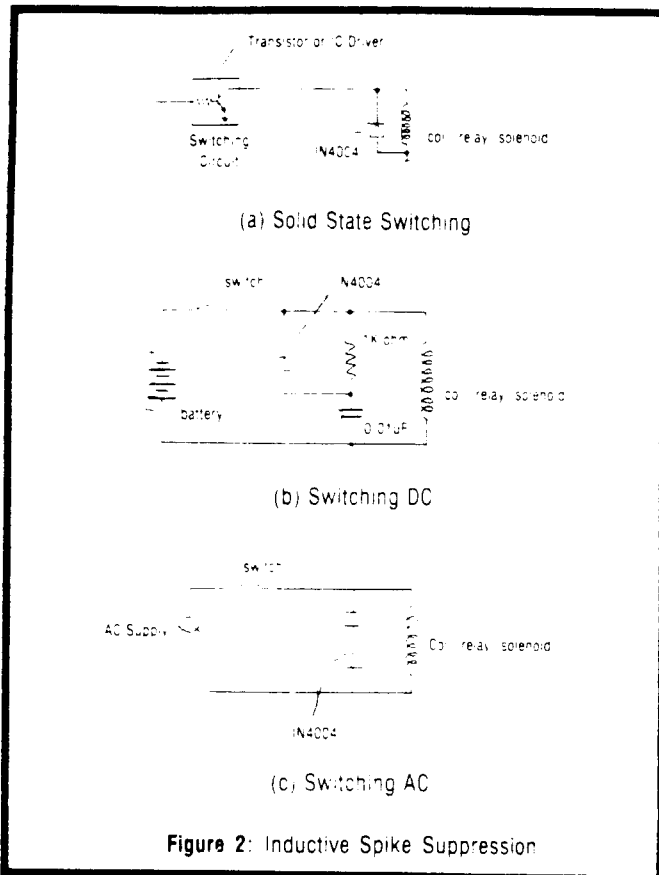 Transistor or IC Driver
Switching
Circuit
IN4004
coil relay solenoid
(a) Solid State Switching
switch
IN4004
1K ohm
battery
0.01uF
coil relay solenoid
(b) Switching DC
switch
AC Supply
Coil relay solenoid
IN4004
(c) Switching AC
Figure 2: Inductive Spike Suppression